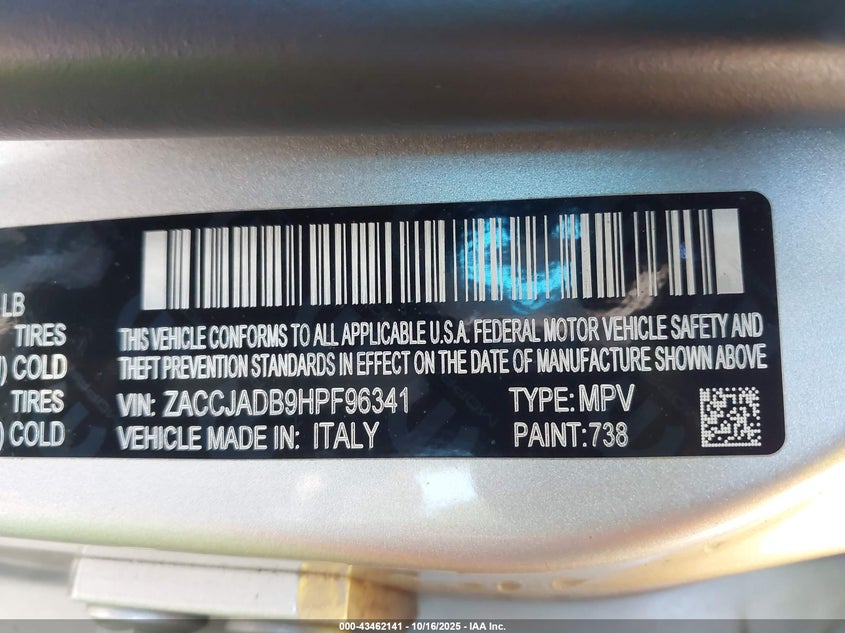 LB
TIRES
) COLD
TIRES
) COLD
THIS VEHICLE CONFORMS TO ALL APPLICABLE U.S.A. FEDERAL MOTOR VEHICLE SAFETY AND
THEFT PREVENTION STANDARDS IN EFFECT ON THE DATE OF MANUFACTURE SHOWN ABOVE
VIN: ZACCJADB9HPF96341 TYPE: MPV
VEHICLE MADE IN: ITALY PAINT:738
000-43462141 - 10/16/2025 - IAA Inc.